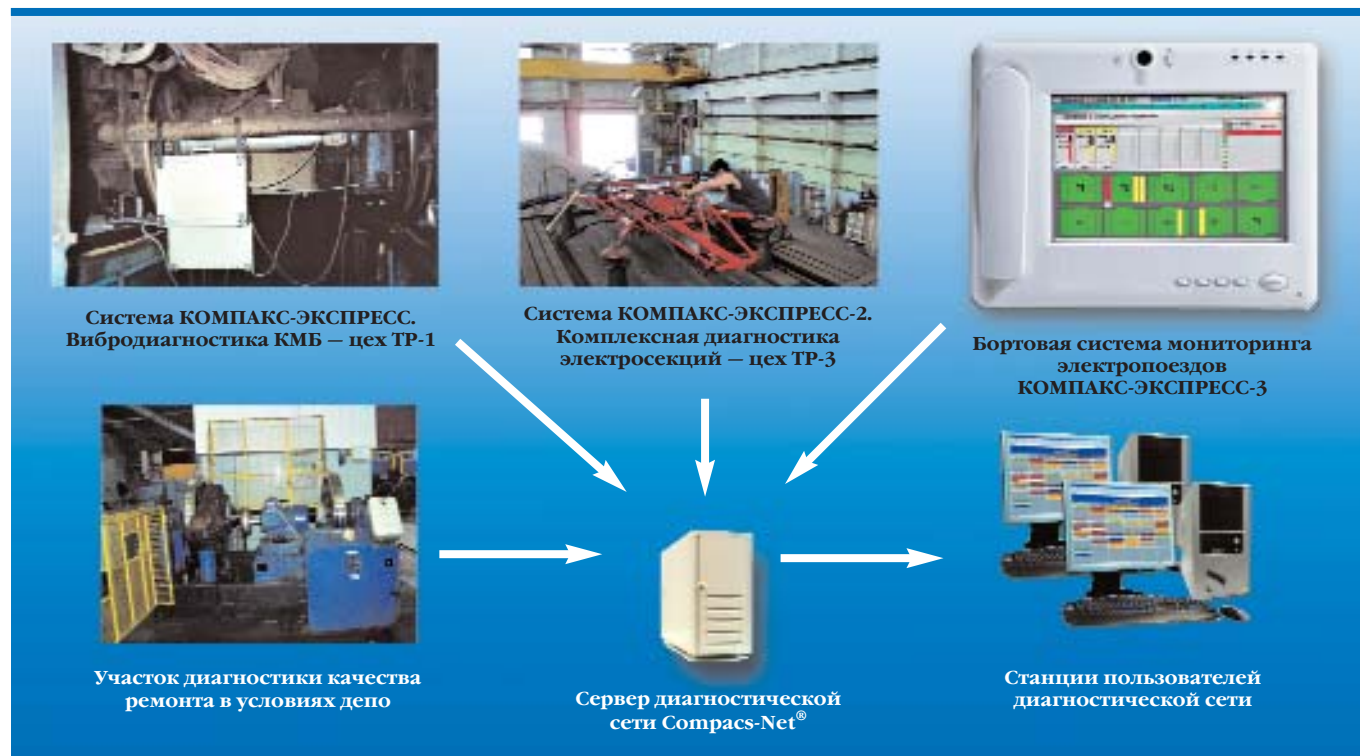 Система КОМПАКС-ЭКСПРЕСС.
Вибродиагностика КМБ — цех ТР-1
Система КОМПАКС-ЭКСПРЕСС-2.
Комплексная диагностика
электросекций — цех ТР-3
Бортовая система мониторинга
электропоездов
КОМПАКС-ЭКСПРЕСС-3
Участок диагностики качества
ремонта в условиях депо
Сервер диагностической
сети Compacs-Net®
Станции пользователей
диагностической сети